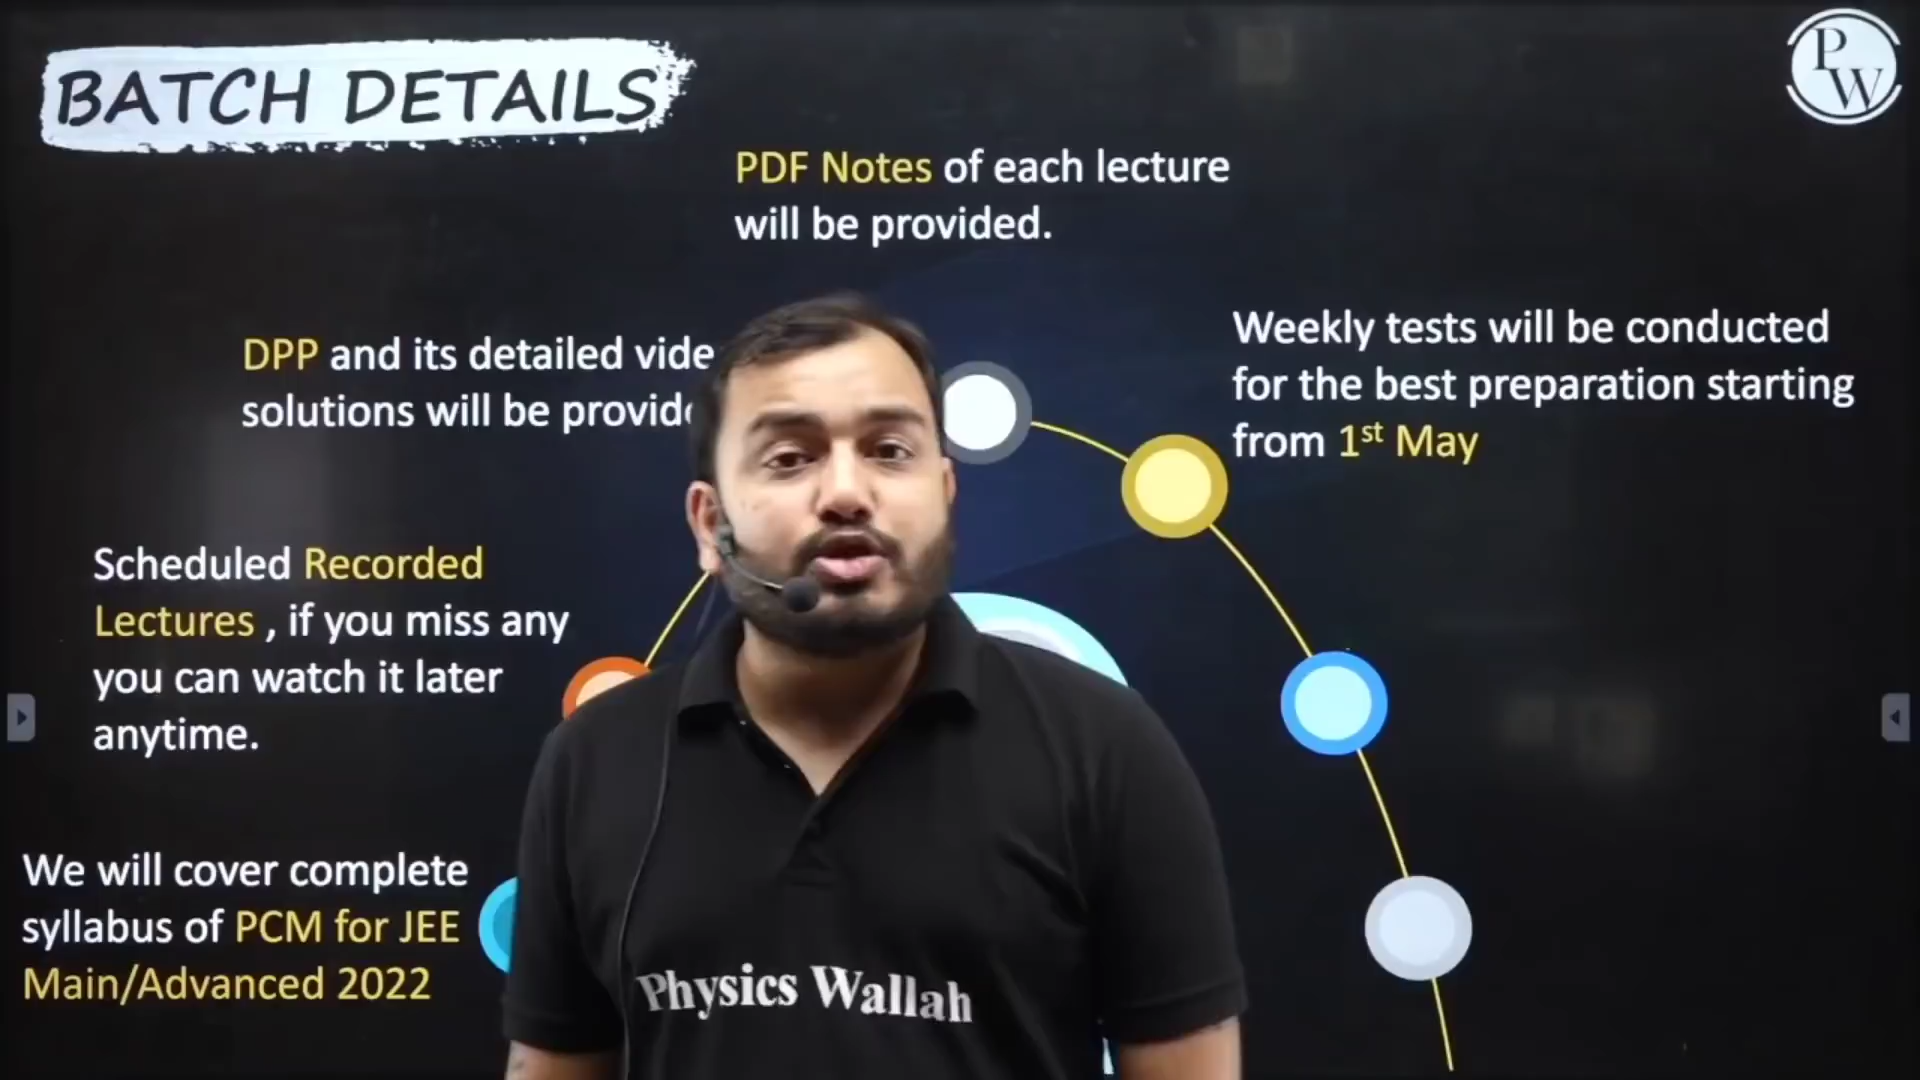 BATCH DETAILS
P
W
PDF Notes of each lecture
will be provided.
DPP and its detailed
solutions will be
Weekly tests will be conducted
for the best preparation starting
from 1st May
Scheduled Recorded
Lectures , if you miss any
you can watch it later
anytime.
We will cover complete
syllabus of PCM for JEE
Main/Advanced 2022
Physics Wallah